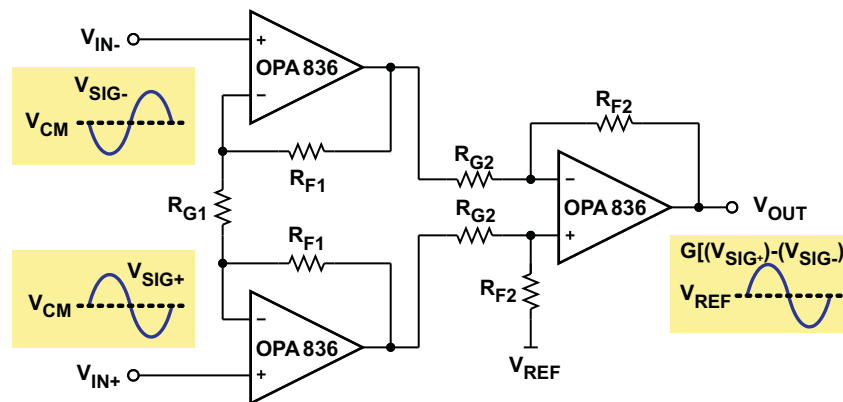 VIN-
+
OPA 836
−
VSIG-
VCM
RF1
RG1
RF2
RG2
−
OPA 836
+
VOUT
RG2
RF2
VREF
G[(VSIG+)-(VSIG-)]
VREF
RF1
VSIG+
VCM
−
OPA 836
+
VIN+